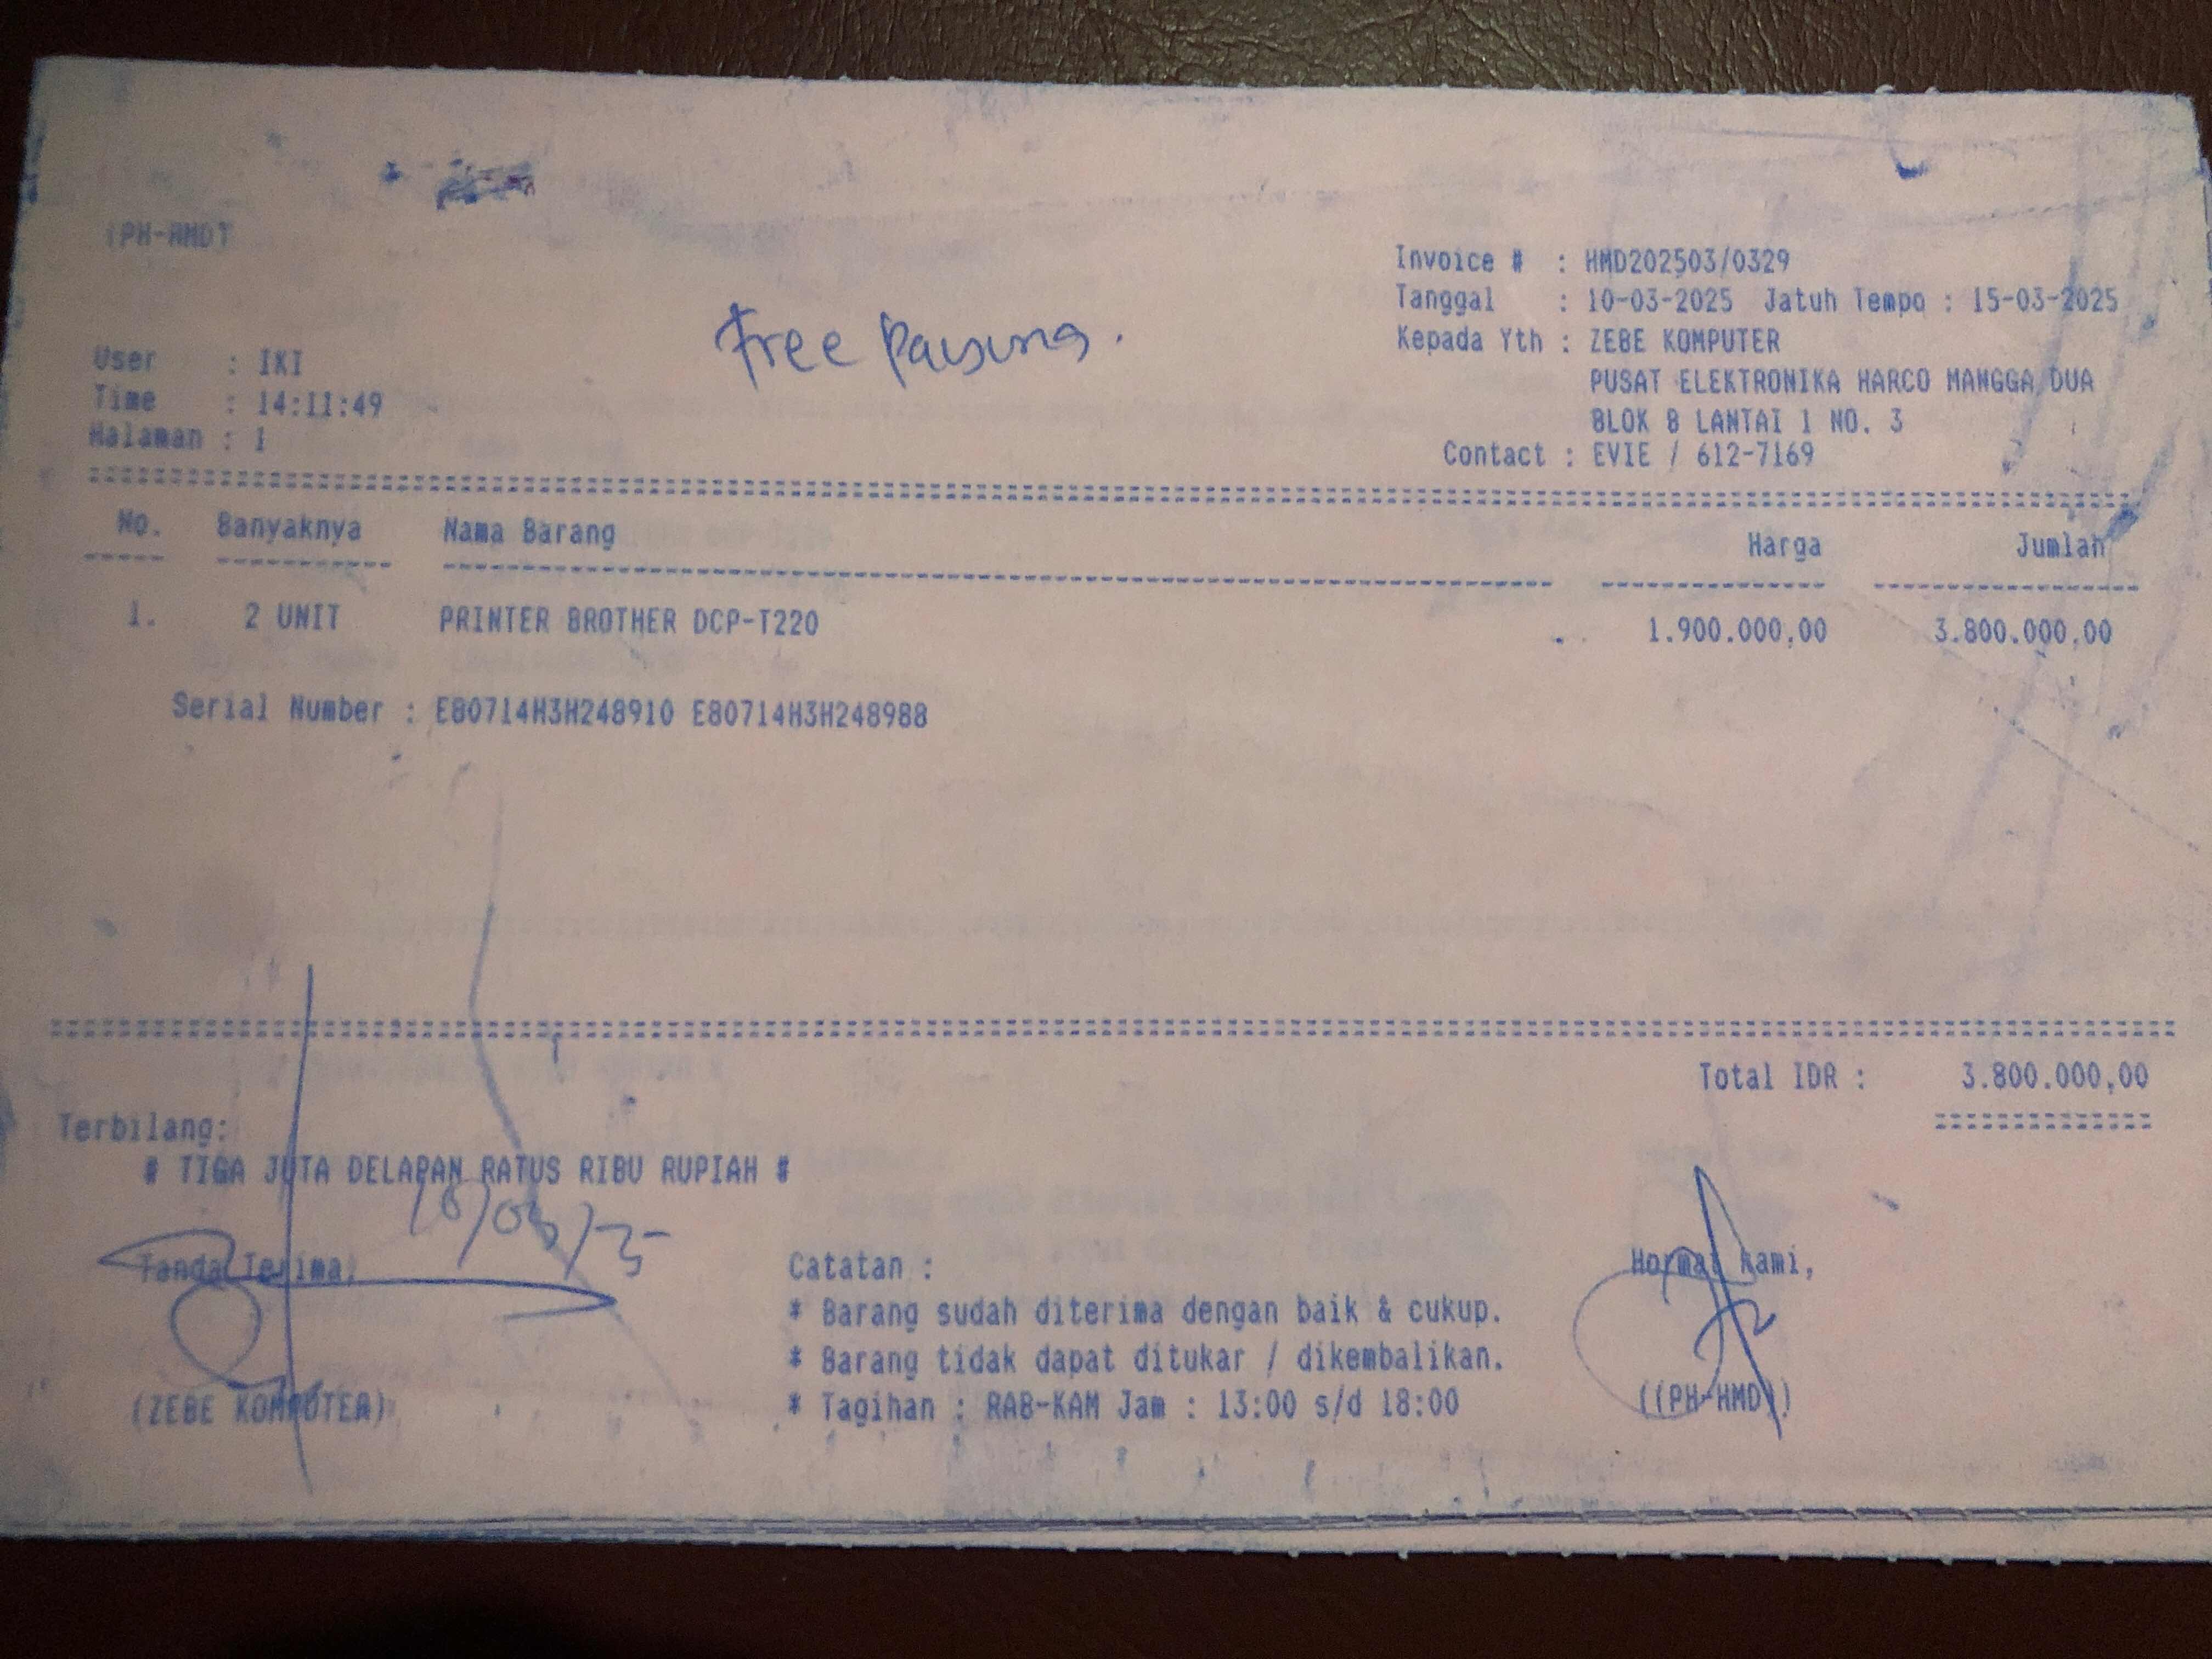 Invoice # : HMD202503/0329
Tanggal : 10-03-2025 Jatuh Tempo : 15-03-2025
Free Payung.
Kepada Yth : ZEBE KOMPUTER
User : IKI
PUSAT ELEKTRONIKA HARCO MANGGA DUA
Time : 14:11:49
BLOK B LANTAI 1 NO. 3
Halaman : 1
Contact : EVIE / 612-7169
No. Banyaknya Nama Barang Harga Jumlah
1. 2 UNIT PRINTER BROTHER DCP-T220 1.900.000,00 3.800.000,00
Serial Number : E80714H3H248910 E80714H3H248988
Total IDR : 3.800.000,00
Terbilang:
# TIGA JUTA DELAPAN RATUS RIBU RUPIAH #
Tanda Terima,
Catatan :
Hormat Kami,
* Barang sudah diterima dengan baik & cukup.
* Barang tidak dapat ditukar / dikembalikan.
* Tagihan : RAB-KAM Jam : 13:00 s/d 18:00
(ZEBE KOMPUTER)
((PH-HMD))